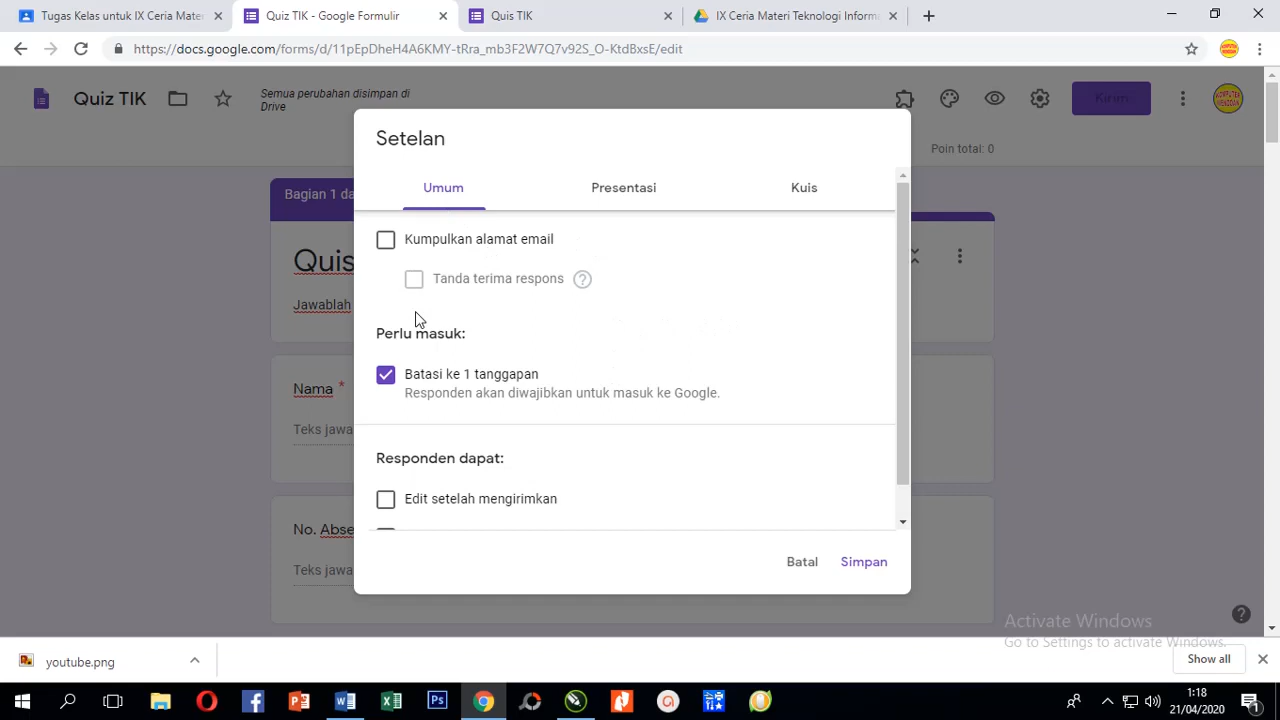 Tugas Kelas untuk IX Ceria Mater
Quiz TIK - Google Formulir
Quis TIK
IX Ceria Materi Teknologi Informa
https://docs.google.com/forms/d/11pEpDheH4A6KMY-tRra_mb3F2W7Q7v92S_O-KtdBxsE/edit
Quiz TIK
Semua perubahan disimpan di
Drive
Kirim
Poin total: 0
Setelan
Umum
Presentasi
Kuis
Bagian 1 da
Kumpulkan alamat email
Quis
Tanda terima respons
Jawablah
Perlu masuk:
Batasi ke 1 tanggapan
Nama *
Responden akan diwajibkan untuk masuk ke Google.
Teks jawa
Responden dapat:
Edit setelah mengirimkan
No. Abse
Batal
Simpan
Teks jawa
Activate Windows
Go to Settings to activate Windows.
youtube.png
Show all
1:18
21/04/2020